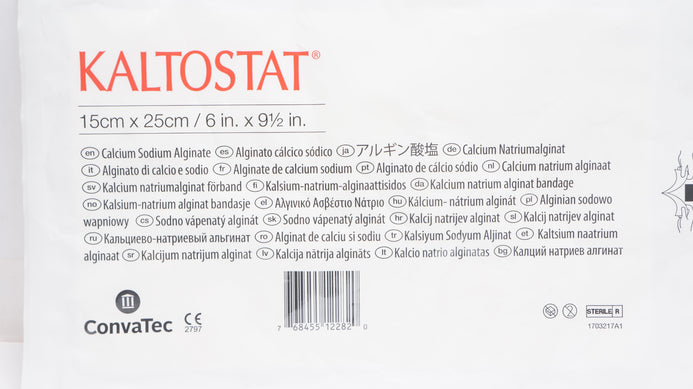 KALTOSTAT®
15cm x 25cm / 6 in. x 9½ in.
en Calcium Sodium Alginate es Alginato cálcico sódico ja アルギン酸塩 de Calcium Natriumalginat
it Alginato di calcio e sodio fr Alginate de calcium sodium pt Alginato de cálcio sódio nl Calcium natrium alginaat
sv Kalcium natriumalginat förband fi Kalsium-natrium-alginaattisidos da Kalcium natrium alginat bandage
no Kalsium-natrium alginat bandasje el Αλγινικό Ασβέστιο Νάτριο hu Kálcium- nátrium alginát pl Alginian sodowo
wapniowy cs Sodno vápenatý alginát sk Sodno vápenatý alginát hr Kalcij natrijev alginat sl Kalcij natrijev alginat
ru Кальциево-натриевый альгинат ro Alginat de calciu si sodiu tr Kalsiyum Sodyum Aljinat et Kaltsium naatrium
alginaat sr Kalcijum natrijum alginat lv Kalcija nātrija algināts lt Kalcio natrio alginatas bg Калций натриев алгинат
ConvaTec
CE
2797
7 68455 12282 0
2
STERILE R
1703217A1